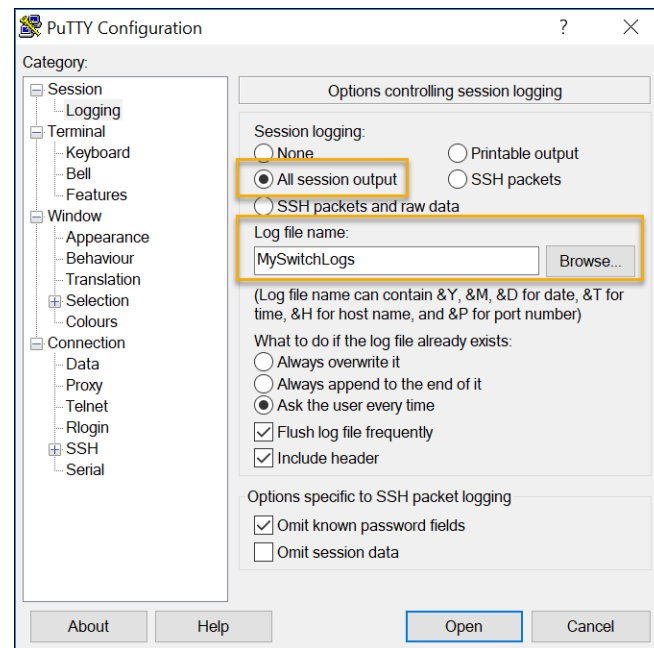 PuTTY Configuration
?
Category:
Session
Logging
Terminal
Keyboard
Bell
Features
Window
Appearance
Behaviour
Translation
Selection
Colours
Connection
Data
Proxy
Telnet
Rlogin
SSH
Serial
Options controlling session logging
Session logging:
None
Printable output
All session output
SSH packets
SSH packets and raw data
Log file name:
MySwitchLogs
Browse...
(Log file name can contain &Y, &M, &D for date, &T for
time, &H for host name, and &P for port number)
What to do if the log file already exists:
Always overwrite it
Always append to the end of it
Ask the user every time
Flush log file frequently
Include header
Options specific to SSH packet logging
Omit known password fields
Omit session data
About
Help
Open
Cancel